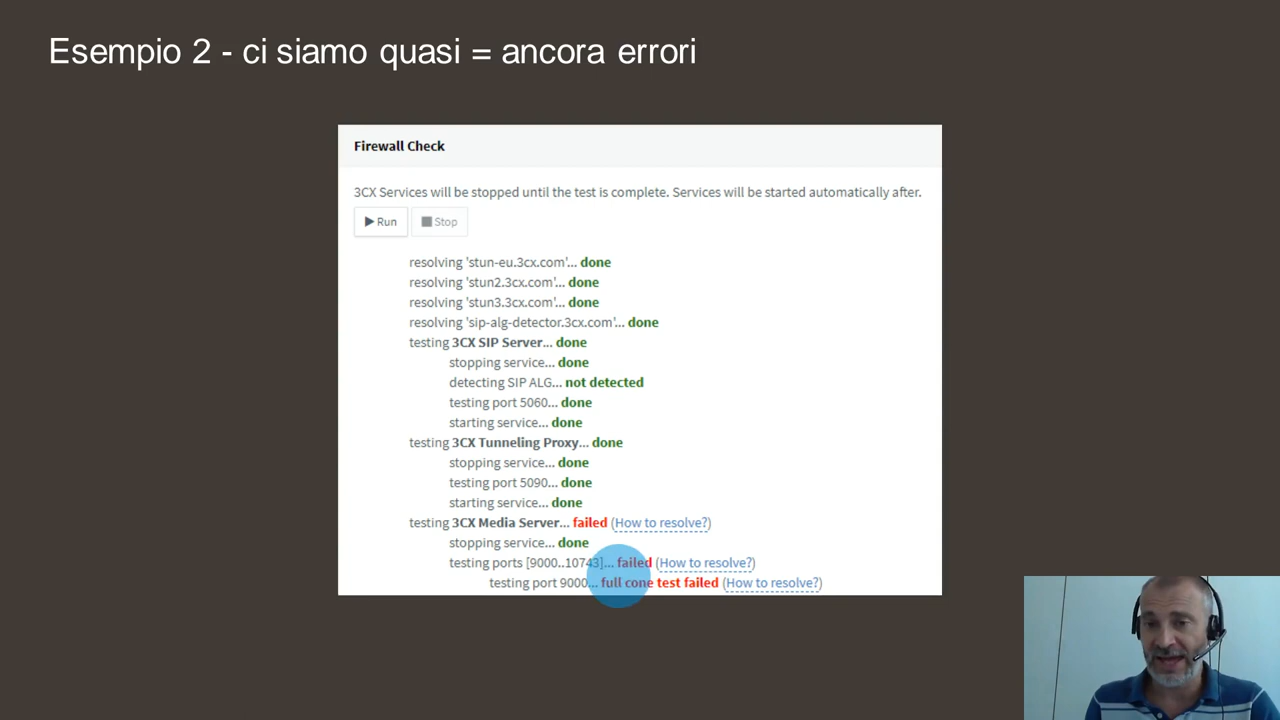 Esempio 2 - ci siamo quasi = ancora errori
Firewall Check
3CX Services will be stopped until the test is complete. Services will be started automatically after.
Run Stop
resolving 'stun-eu.3cx.com'... done
resolving 'stun2.3cx.com'... done
resolving 'stun3.3cx.com'... done
resolving 'sip-alg-detector.3cx.com'... done
testing 3CX SIP Server... done
stopping service... done
detecting SIP ALG... not detected
testing port 5060... done
starting service... done
testing 3CX Tunneling Proxy... done
stopping service... done
testing port 5090... done
starting service... done
testing 3CX Media Server... failed (How to resolve?)
stopping service... done
testing ports [9000..10743]... failed (How to resolve?)
testing port 9000... full cone test failed (How to resolve?)